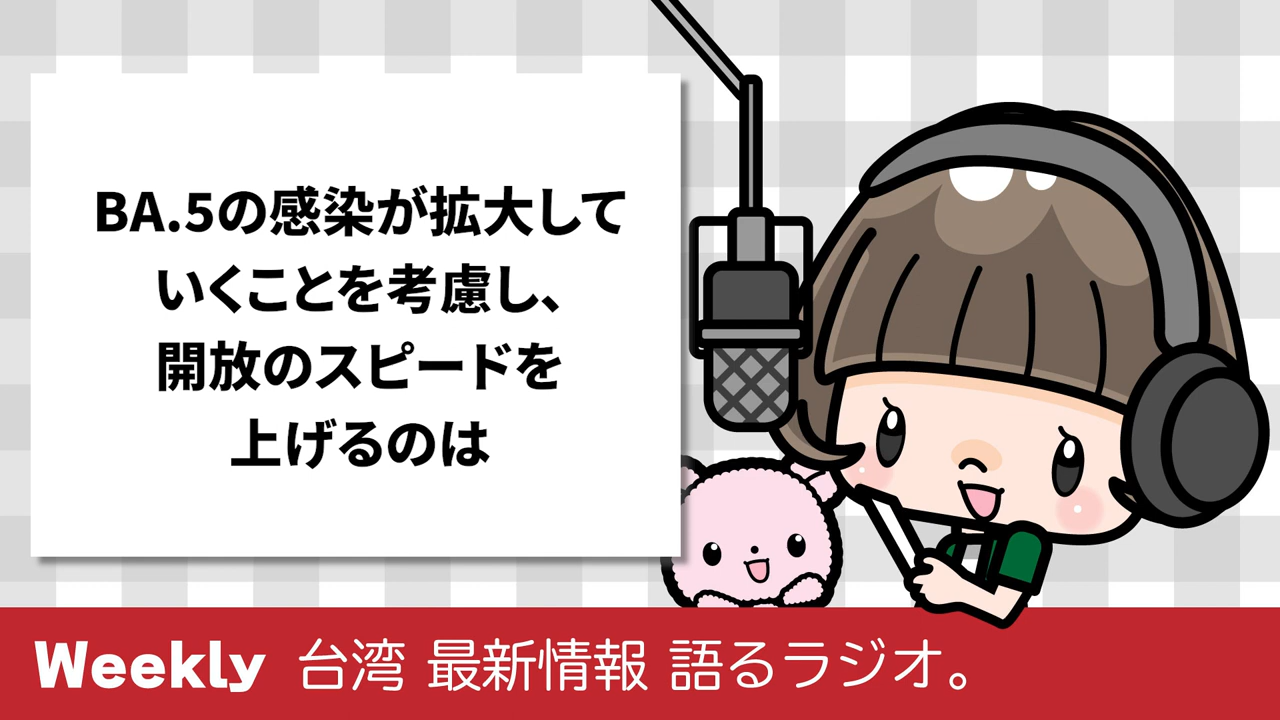 BA.5の感染が拡大して
いくことを考慮し、
開放のスピードを
上げるのは
Weekly 台湾 最新情報 語るラジオ。